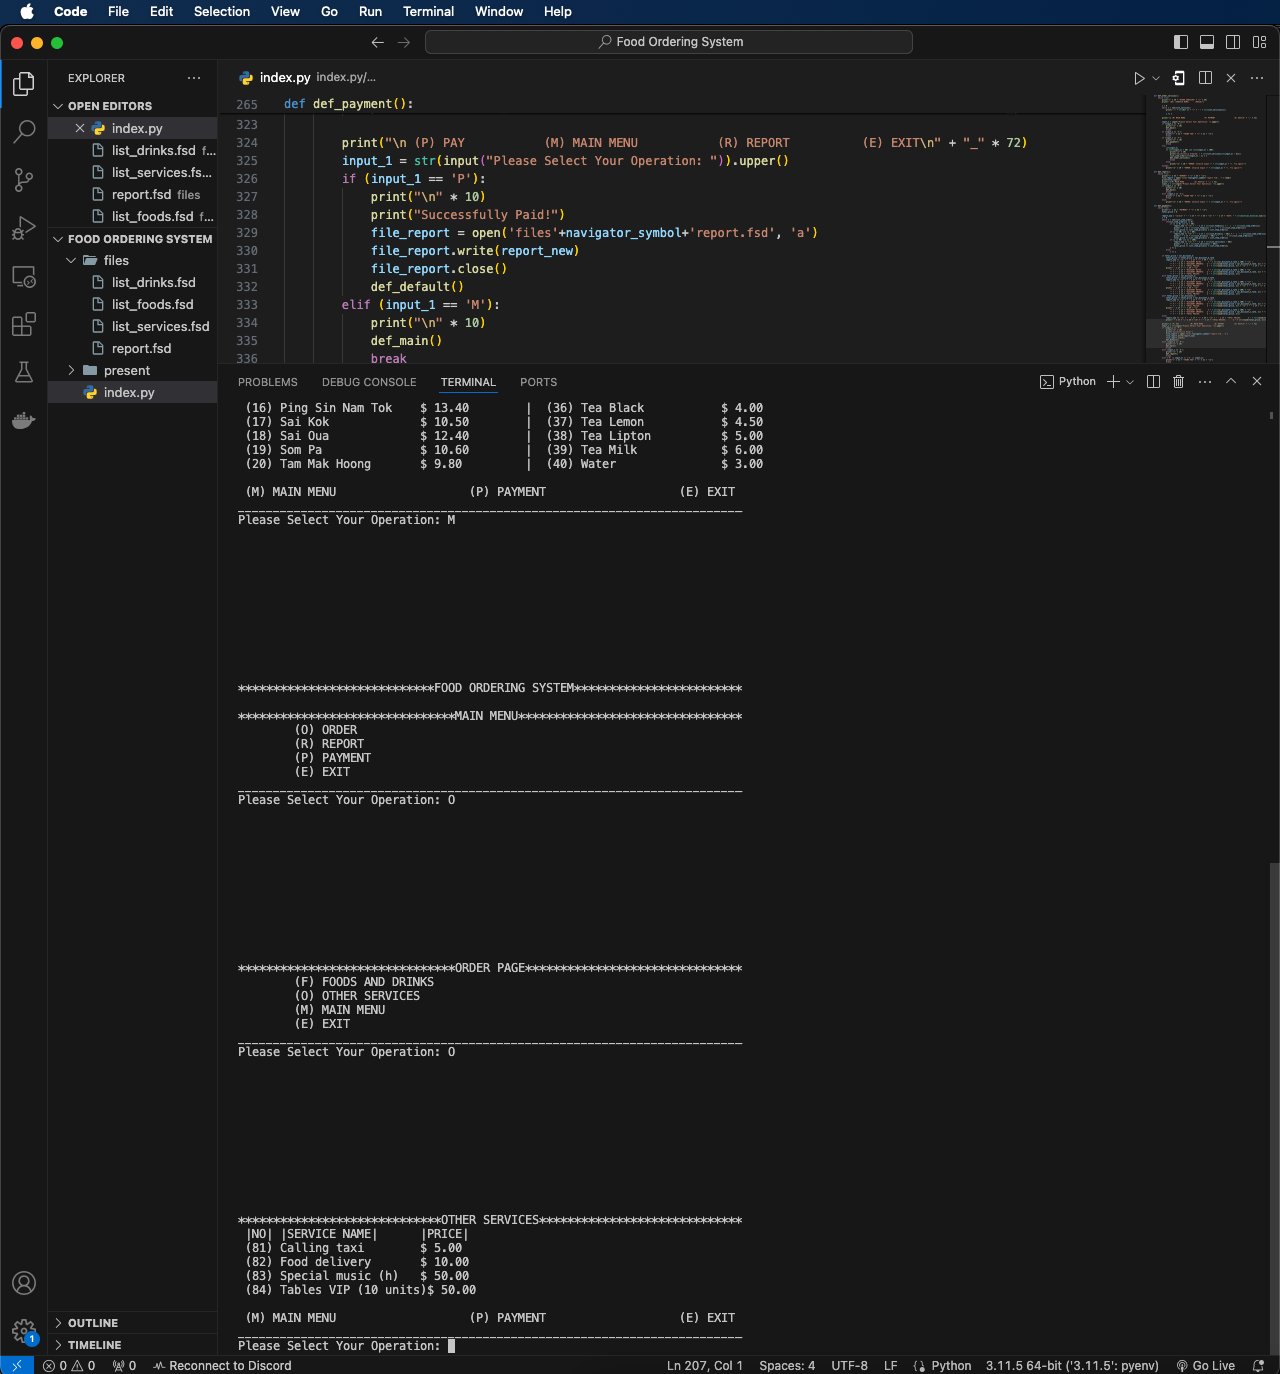 Code File Edit Selection View Go Run Terminal Window Help
Food Ordering System
EXPLORER
OPEN EDITORS
index.py
list_drinks.fsd f...
list_services.fs...
report.fsd files
list_foods.fsd f...
FOOD ORDERING SYSTEM
files
list_drinks.fsd
list_foods.fsd
list_services.fsd
report.fsd
present
index.py
OUTLINE
TIMELINE
index.py index.py/...
265 def def_payment():
323
324 print("\n (P) PAY (M) MAIN MENU (R) REPORT (E) EXIT\n" + "_" * 72)
325 input_1 = str(input("Please Select Your Operation: ")).upper()
326 if (input_1 == 'P'):
327 print("\n" * 10)
328 print("Successfully Paid!")
329 file_report = open('files'+navigator_symbol+'report.fsd', 'a')
330 file_report.write(report_new)
331 file_report.close()
332 def_default()
333 elif (input_1 == 'M'):
334 print("\n" * 10)
335 def_main()
336 break
PROBLEMS DEBUG CONSOLE TERMINAL PORTS
Python
(16) Ping Sin Nam Tok $ 13.40 | (36) Tea Black $ 4.00
(17) Sai Kok $ 10.50 | (37) Tea Lemon $ 4.50
(18) Sai Oua $ 12.40 | (38) Tea Lipton $ 5.00
(19) Som Pa $ 10.60 | (39) Tea Milk $ 6.00
(20) Tam Mak Hoong $ 9.80 | (40) Water $ 3.00
(M) MAIN MENU (P) PAYMENT (E) EXIT
________________________________________________________________________
Please Select Your Operation: M
****************************FOOD ORDERING SYSTEM************************
*******************************MAIN MENU********************************
(O) ORDER
(R) REPORT
(P) PAYMENT
(E) EXIT
________________________________________________________________________
Please Select Your Operation: O
*******************************ORDER PAGE*******************************
(F) FOODS AND DRINKS
(O) OTHER SERVICES
(M) MAIN MENU
(E) EXIT
________________________________________________________________________
Please Select Your Operation: O
*****************************OTHER SERVICES*****************************
|NO| |SERVICE NAME| |PRICE|
(81) Calling taxi $ 5.00
(82) Food delivery $ 10.00
(83) Special music (h) $ 50.00
(84) Tables VIP (10 units)$ 50.00
(M) MAIN MENU (P) PAYMENT (E) EXIT
________________________________________________________________________
Please Select Your Operation:
1
0 0 0 Reconnect to Discord Ln 207, Col 1 Spaces: 4 UTF-8 LF Python 3.11.5 64-bit ('3.11.5': pyenv) Go Live